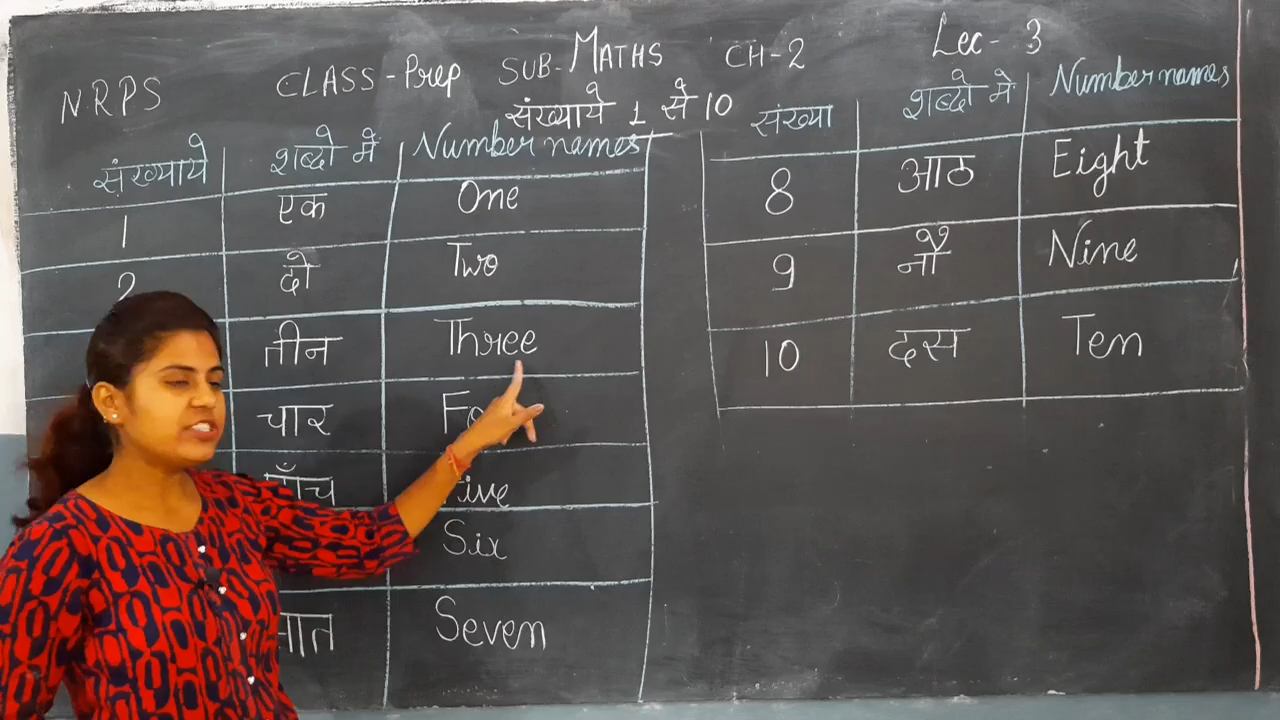 N.R.P.S CLASS-Prep SUB-MATHS CH-2 Lec-3
संख्याये 1 से 10
संख्याये शब्दो मे Number names
1 एक One
2 दो Two
तीन Three
चार
पाँच Five
Six
सात Seven
संख्या शब्दो मे Number names
8 आठ Eight
9 नौ Nine
10 दस Ten